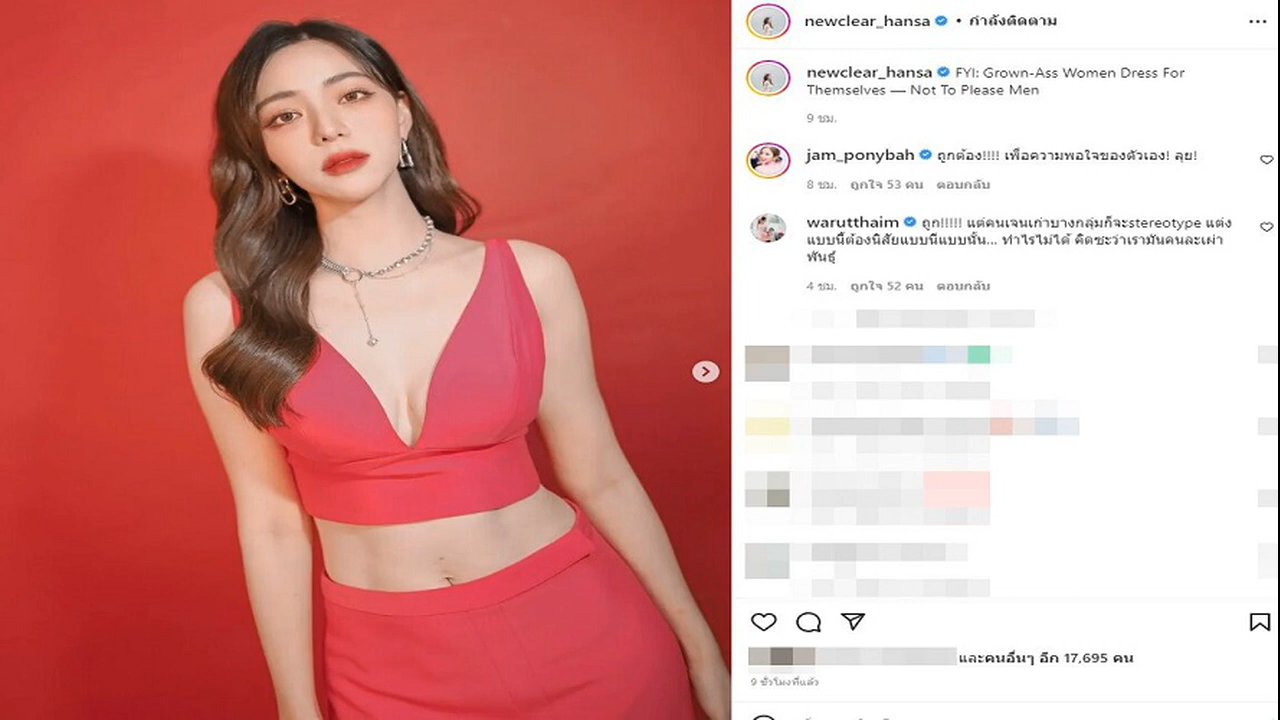 newclear_hansa • กำลังติดตาม
newclear_hansa FYI: Grown-Ass Women Dress For
Themselves — Not To Please Men
9 ชม.
jam_ponybah ถูกต้อง!!!! เพื่อความพอใจของตัวเอง! ลุย!
8 ชม. ถูกใจ 53 คน ตอบกลับ
warutthaim ถูก!!!!! แต่คนเจนเก่าบางกลุ่มก็จะstereotype แต่ง
แบบนี้ต้องนิสัยแบบนี้แบบนั้น... ทำไรไม่ได้ คิดซะว่าเรามันคนละเผ่า
พันธุ์
4 ชม. ถูกใจ 52 คน ตอบกลับ
และคนอื่นๆ อีก 17,695 คน
9 ชั่วโมงที่แล้ว